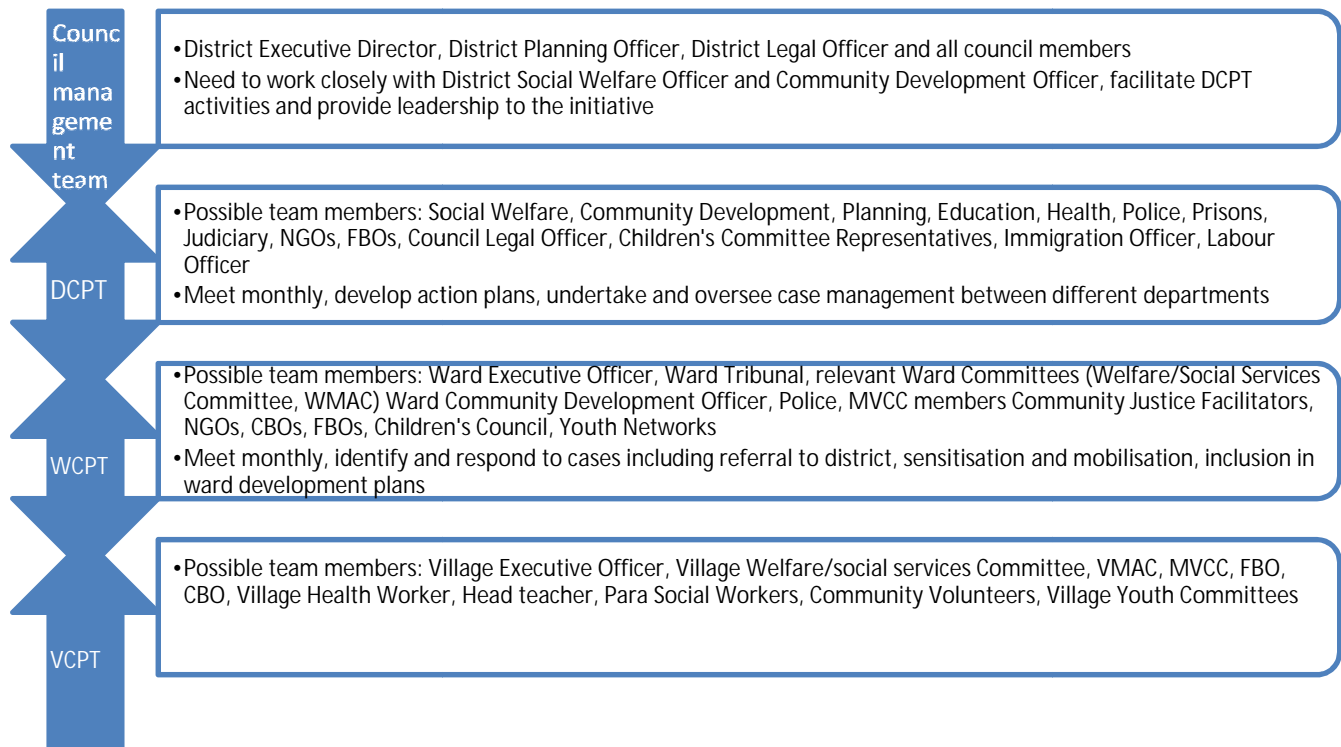 Counc
il
mana
geme
nt
team
•District Executive Director, District Planning Officer, District Legal Officer and all council members
•Need to work closely with District Social Welfare Officer and Community Development Officer, facilitate DCPT
activities and provide leadership to the initiative
DCPT
•Possible team members: Social Welfare, Community Development, Planning, Education, Health, Police, Prisons,
Judiciary, NGOs, FBOs, Council Legal Officer, Children's Committee Representatives, Immigration Officer, Labour
Officer
•Meet monthly, develop action plans, undertake and oversee case management between different departments
WCPT
•Possible team members: Ward Executive Officer, Ward Tribunal, relevant Ward Committees (Welfare/Social Services
Committee, WMAC) Ward Community Development Officer, Police, MVCC members Community Justice Facilitators,
NGOs, CBOs, FBOs, Children's Council, Youth Networks
•Meet monthly, identify and respond to cases including referral to district, sensitisation and mobilisation, inclusion in
ward development plans
VCPT
•Possible team members: Village Executive Officer, Village Welfare/social services Committee, VMAC, MVCC, FBO,
CBO, Village Health Worker, Head teacher, Para Social Workers, Community Volunteers, Village Youth Committees